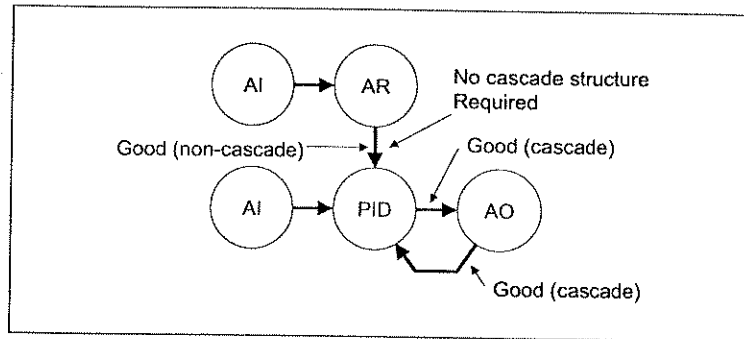 AI
AR
No cascade structure
Required
Good (non-cascade)
Good (cascade)
AI
PID
AO
Good (cascade)